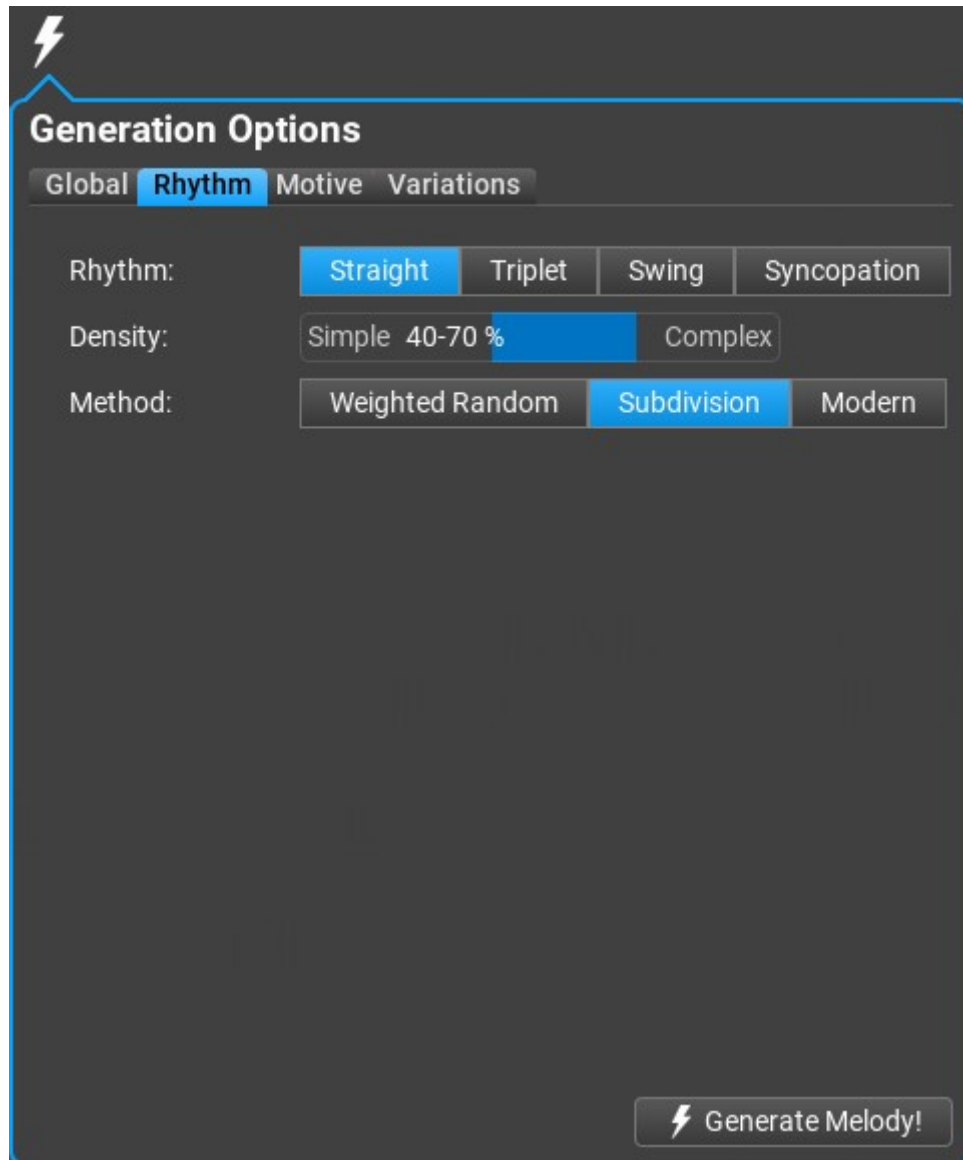 Generation Options
Global Rhythm Motive Variations
Rhythm: Straight Triplet Swing Syncopation
Density: Simple 40-70 % Complex
Method: Weighted Random Subdivision Modern
Generate Melody!